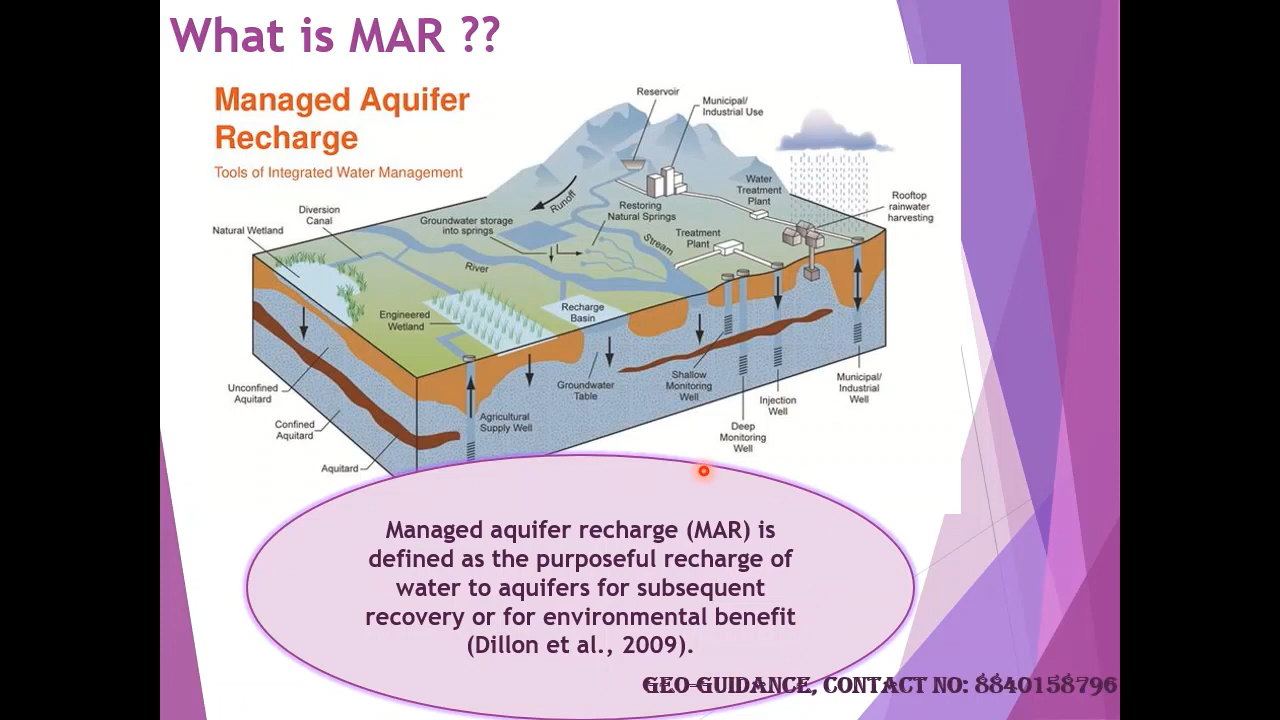 What is MAR ??
Managed Aquifer
Recharge
Tools of Integrated Water Management
Reservoir
Municipal/
Industrial Use
Water
Treatment
Plant
Rooftop
rainwater
harvesting
Runoff
Restoring
Natural Springs
Groundwater storage
into springs
Diversion
Canal
Natural Wetland
Treatment
Plant
Stream
River
Recharge
Basin
Engineered
Wetland
Unconfined
Aquitard
Confined
Aquitard
Aquitard
Agricultural
Supply Well
Groundwater
Table
Shallow
Monitoring
Well
Deep
Monitoring
Well
Injection
Well
Municipal/
Industrial
Well
Managed aquifer recharge (MAR) is
defined as the purposeful recharge of
water to aquifers for subsequent
recovery or for environmental benefit
(Dillon et al., 2009).
GEO-GUIDANCE, CONTACT NO: 8840158796